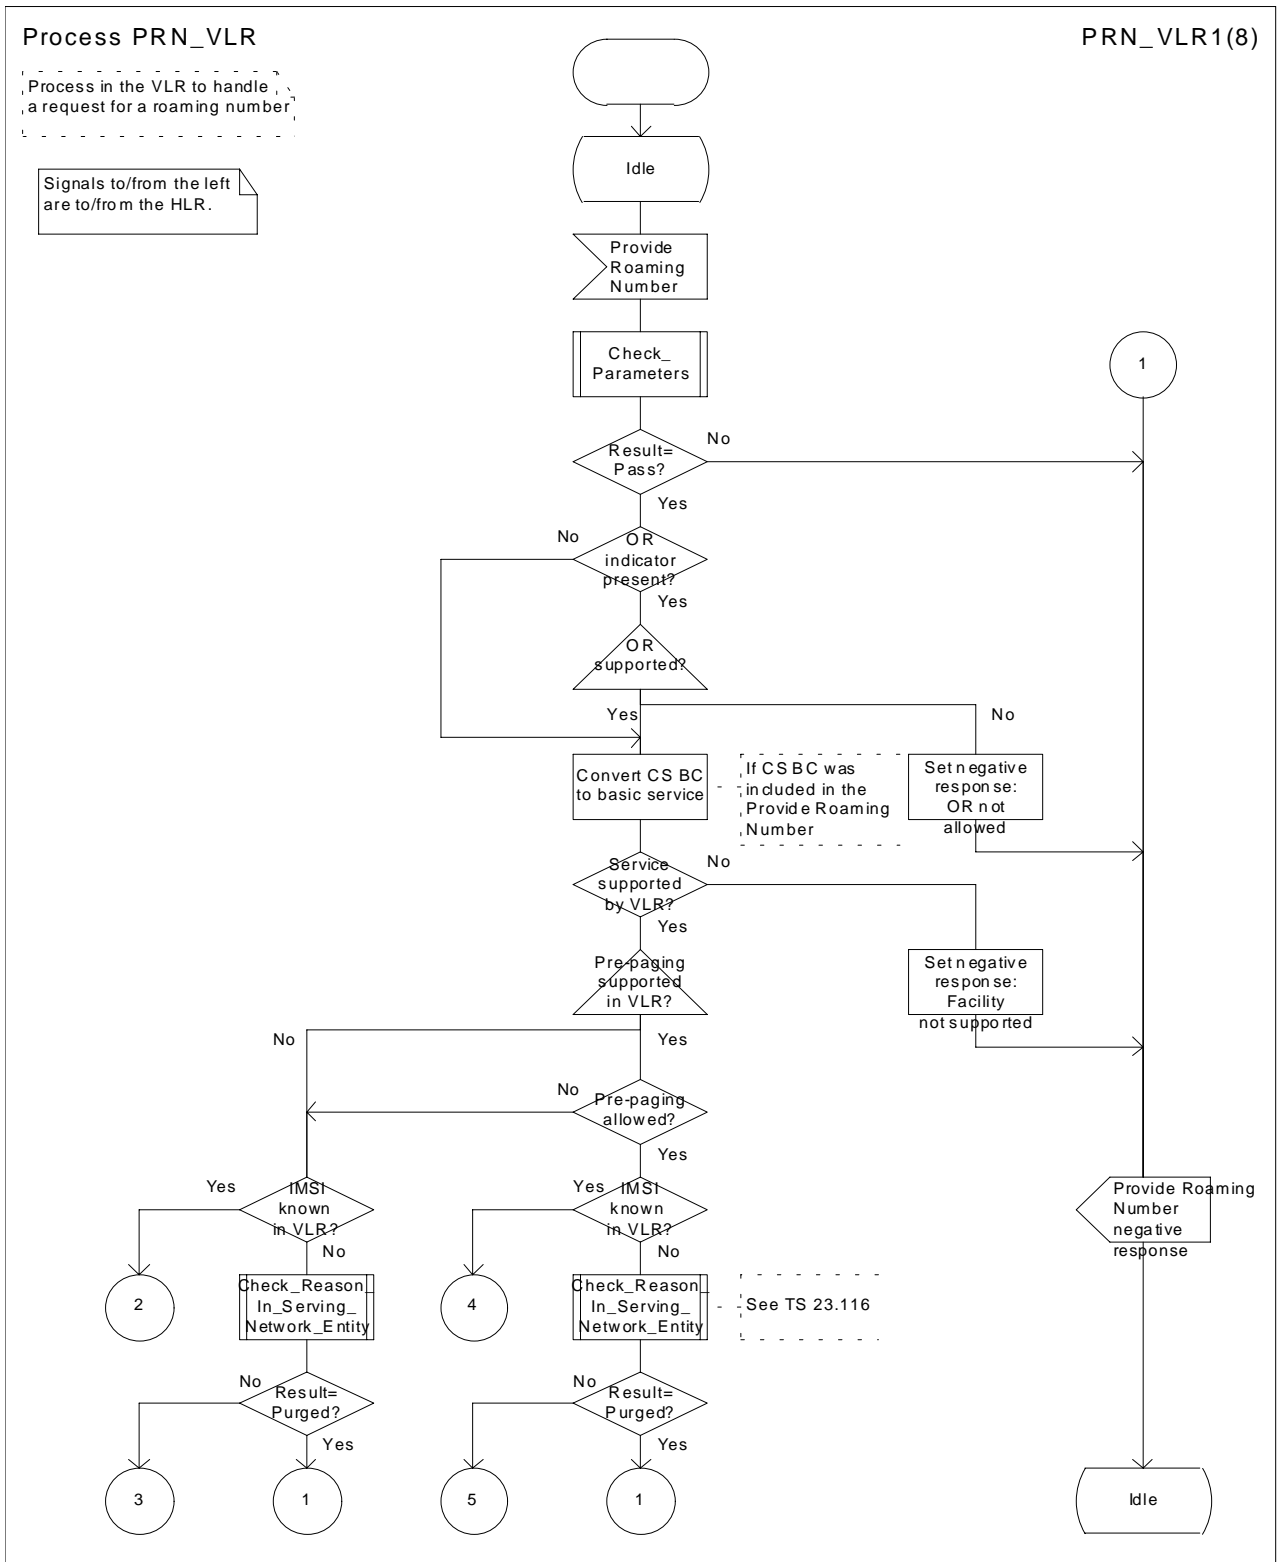 Process PRN_VLR
PRN_VLR1(8)
Process in the VLR to handle
a request for a roaming number
Signals to/from the left
are to/from the HLR.
Idle
Provide
Roaming
Number
Check_
Parameters
1
Result=
Pass?
No
Yes
OR
indicator
present?
No
Yes
OR
supported?
Yes
No
Convert CS BC
to basic service
If CS BC was
included in the
Provide Roaming
Number
Set negative
response:
OR not
allowed
Service
supported
by VLR?
No
Yes
Pre-paging
supported
in VLR?
Set negative
response:
Facility
not supported
No
Yes
No
Pre-paging
allowed?
Yes
Yes
IMSI
known
in VLR?
No
Yes
IMSI
known
in VLR?
No
Provide Roaming
Number
negative
response
2
Check_Reason_
In_Serving_
Network_Entity
4
Check_Reason_
In_Serving_
Network_Entity
See TS 23.116
No
Result=
Purged?
Yes
No
Result=
Purged?
Yes
3
1
5
1
Idle